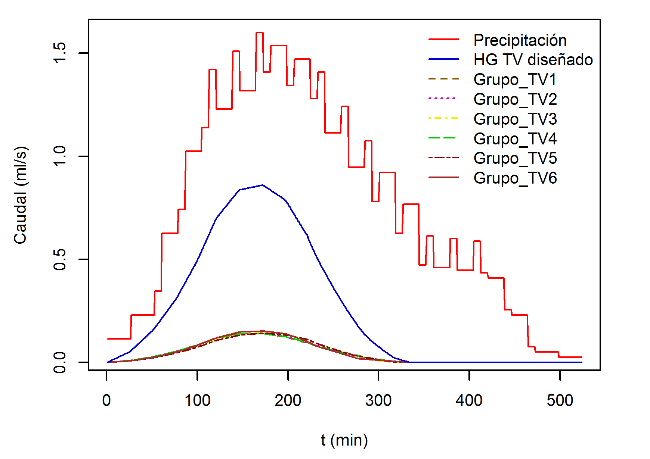 Precipitación
HG TV diseñado
Grupo_TV1
Grupo_TV2
Grupo_TV3
Grupo_TV4
Grupo_TV5
Grupo_TV6
Caudal (ml/s)
1.5
1.0
0.5
0.0
0 100 200 300 400 500
t (min)